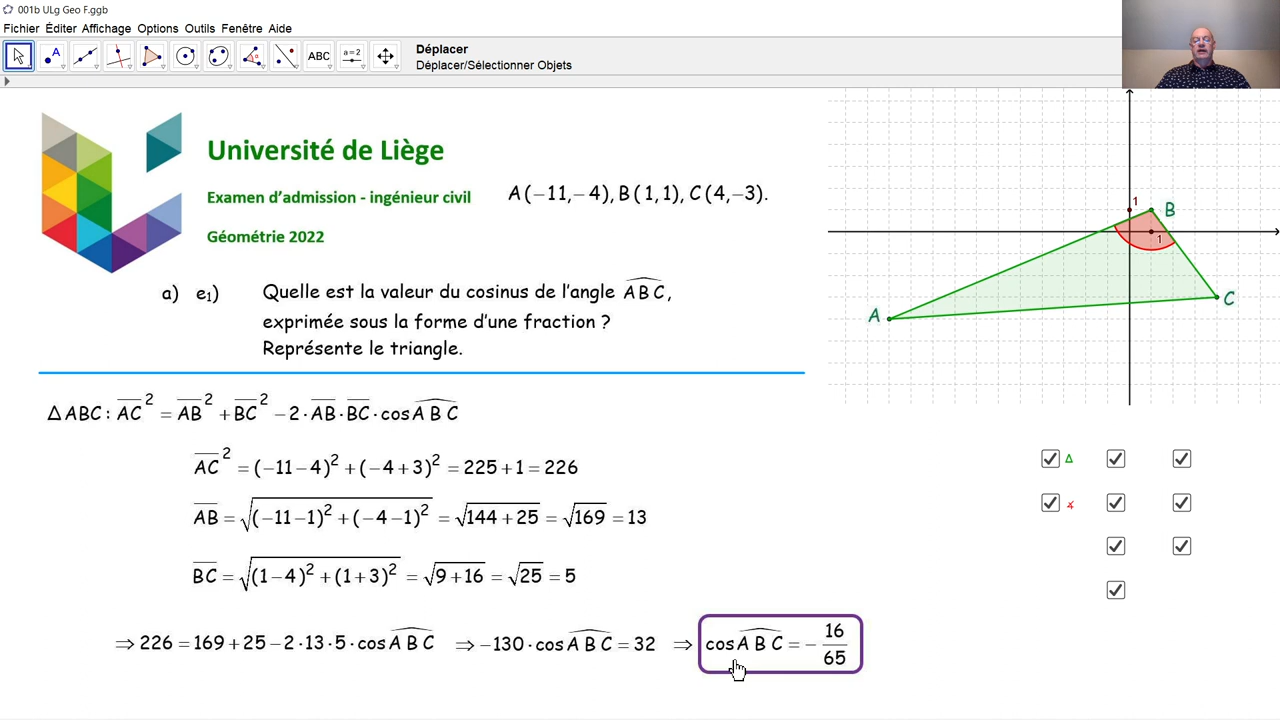 001b ULg Geo F.ggb
Fichier Éditer Affichage Options Outils Fenêtre Aide
A
ABC
a=2
Déplacer
Déplacer/Sélectionner Objets
Université de Liège
Examen d’admission - ingénieur civil
Géométrie 2022
A(−11,−4), B(1,1), C(4,−3).
a) e₁) Quelle est la valeur du cosinus de l’angle ABC,
exprimée sous la forme d’une fraction ?
Représente le triangle.
Δ ABC : AC² = AB² + BC² − 2 · AB · BC · cos ABC
AC² = (−11−4)² + (−4+3)² = 225 + 1 = 226
AB = √((−11−1)² + (−4−1)²) = √(144+25) = √169 = 13
BC = √((1−4)² + (1+3)²) = √(9+16) = √25 = 5
⇒ 226 = 169 + 25 − 2 · 13 · 5 · cos ABC ⇒ −130 · cos ABC = 32 ⇒ cos ABC = − 16/65
1
B
1
A
C
Δ